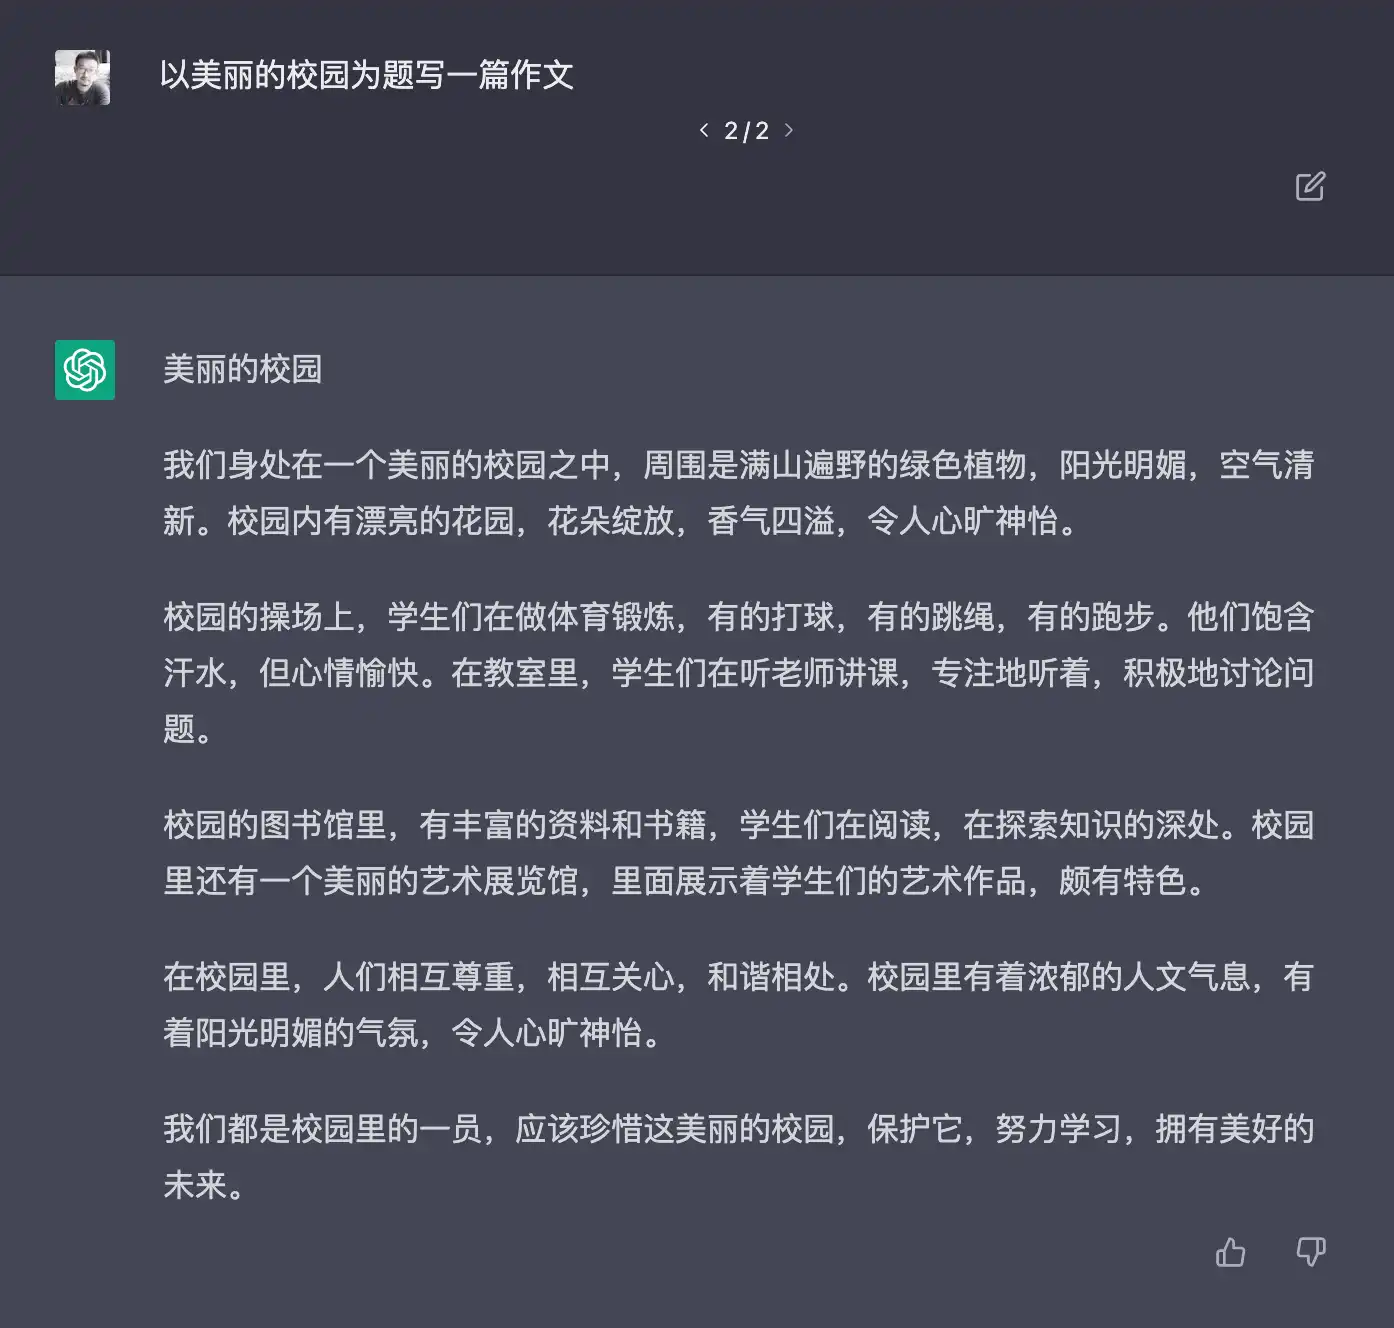 以美丽的校园为题写一篇作文
2/2
美丽的校园
我们身处在一个美丽的校园之中，周围是满山遍野的绿色植物，阳光明媚，空气清
新。校园内有漂亮的花园，花朵绽放，香气四溢，令人心旷神怡。
校园的操场上，学生们在做体育锻炼，有的打球，有的跳绳，有的跑步。他们饱含
汗水，但心情愉快。在教室里，学生们在听老师讲课，专注地听着，积极地讨论问
题。
校园的图书馆里，有丰富的资料和书籍，学生们在阅读，在探索知识的深处。校园
里还有一个美丽的艺术展览馆，里面展示着学生们的艺术作品，颇有特色。
在校园里，人们相互尊重，相互关心，和谐相处。校园里有着浓郁的人文气息，有
着阳光明媚的气氛，令人心旷神怡。
我们都是校园里的一员，应该珍惜这美丽的校园，保护它，努力学习，拥有美好的
未来。